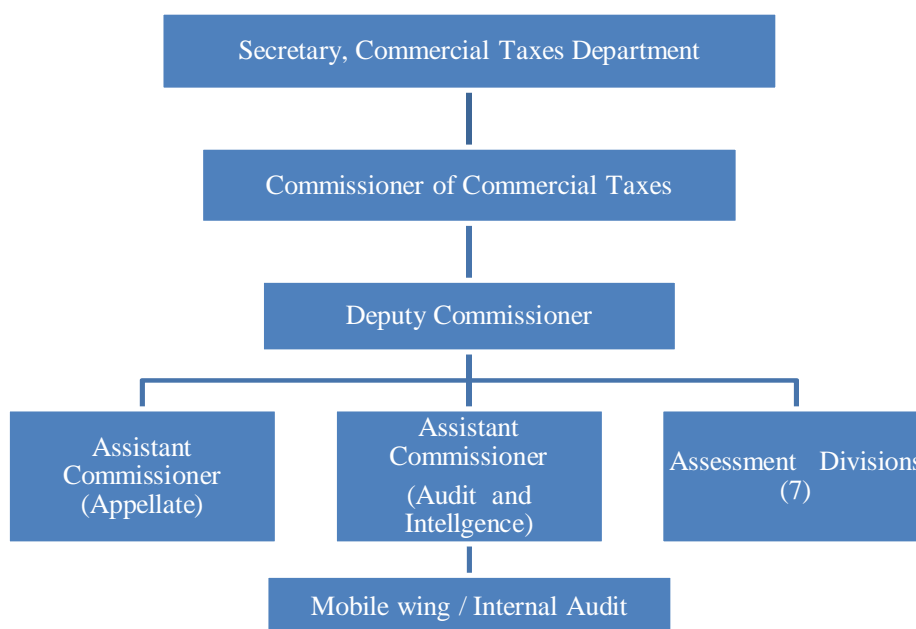 Secretary, Commercial Taxes Department
Commissioner of Commercial Taxes
Deputy Commissioner
Assistant
Commissioner
(Appellate)
Assistant
Commissioner
(Audit and
Intellgence)
Assessment Divisions
(7)
Mobile wing / Internal Audit